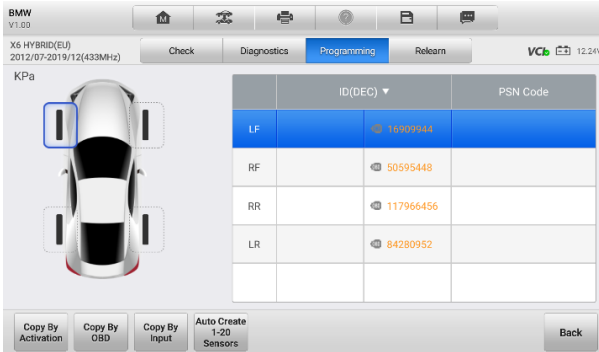 BMW
V1.00
X6 HYBRID(EU)
2012/07-2019/12(433MHz)
Check
Diagnostics
Programming
Relearn
VCI
12.24V
KPa
ID(DEC) ▼
PSN Code
LF
16909944
RF
50595448
RR
117966456
LR
84280952
Copy By
Activation
Copy By
OBD
Copy By
Input
Auto Create
1-20
Sensors
Back